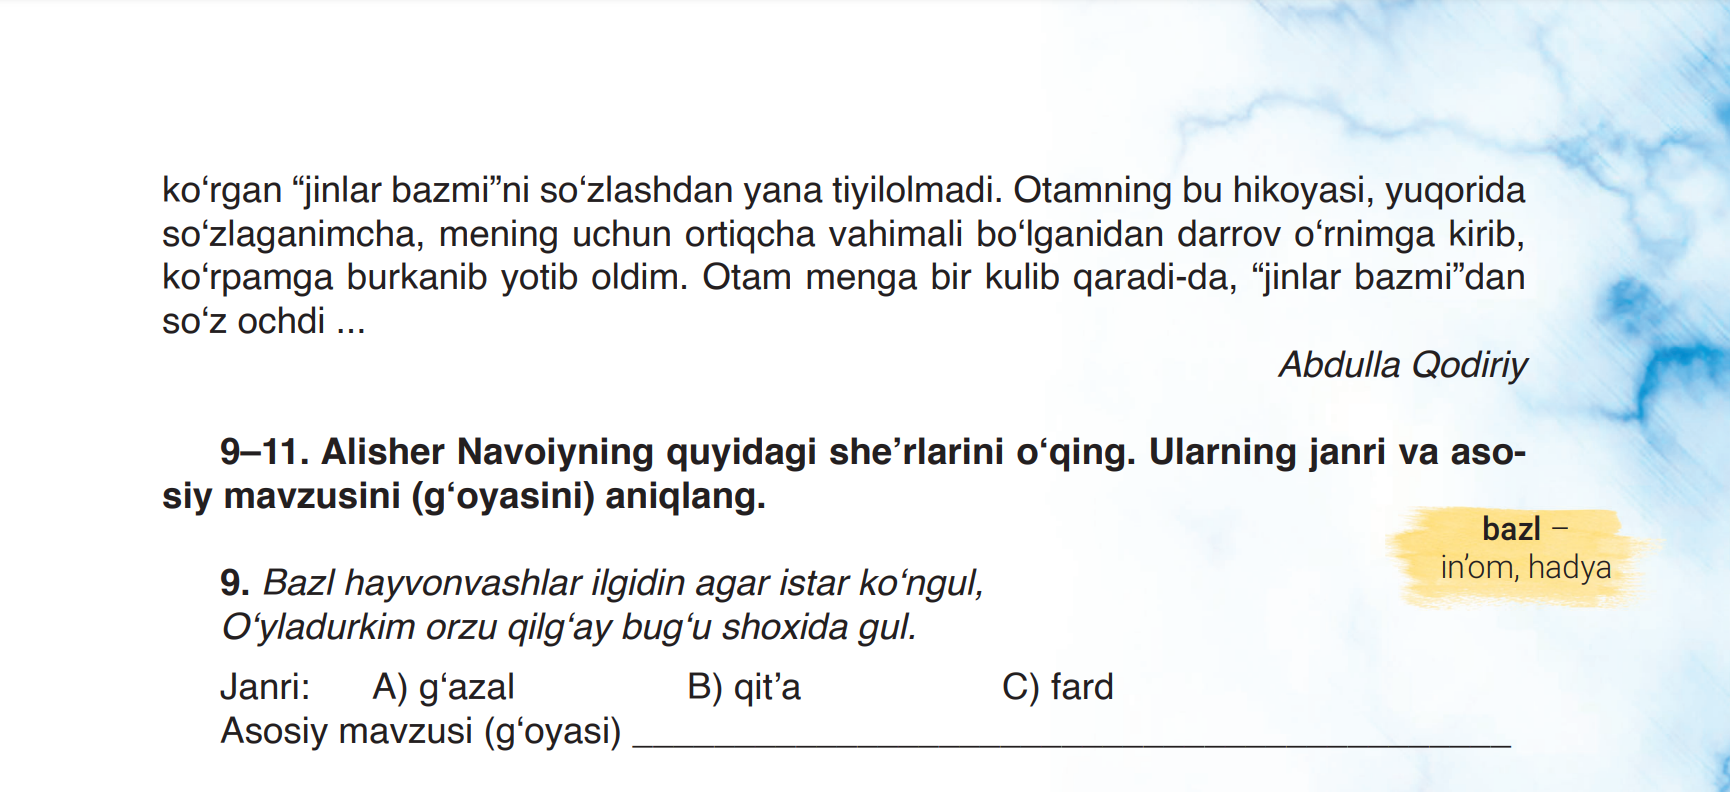 ko‘rgan “jinlar bazmi”ni so‘zlashdan yana tiyilolmadi. Otamning bu hikoyasi, yuqorida
so‘zlaganimcha, mening uchun ortiqcha vahimali bo‘lganidan darrov o‘rnimga kirib,
ko‘rpamga burkanib yotib oldim. Otam menga bir kulib qaradi-da, “jinlar bazmi”dan
so‘z ochdi ...
Abdulla Qodiriy
9–11. Alisher Navoiyning quyidagi she’rlarini o‘qing. Ularning janri va aso-
siy mavzusini (g‘oyasini) aniqlang.
bazl –
in’om, hadya
9. Bazl hayvonvashlar ilgidin agar istar ko‘ngul,
O‘yladurkim orzu qilg‘ay bug‘u shoxida gul.
Janri: A) g‘azal B) qit’a C) fard
Asosiy mavzusi (g‘oyasi) ______________________________________________